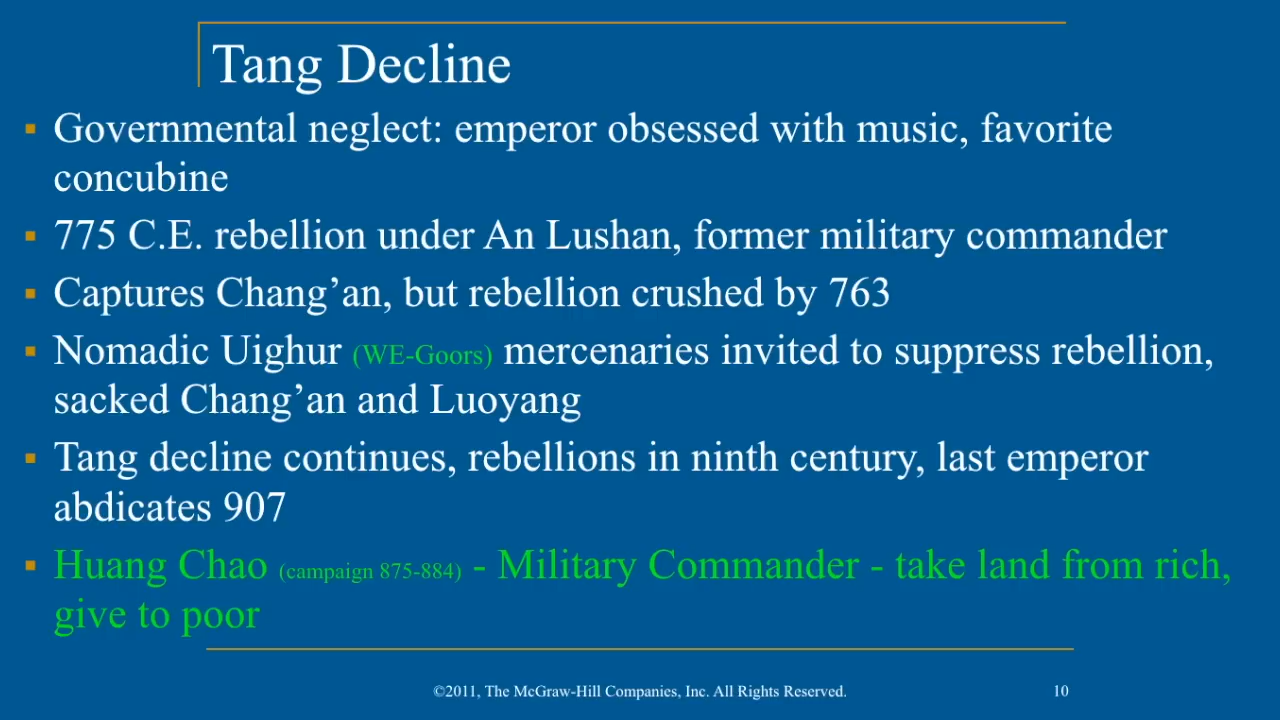 Tang Decline
▪ Governmental neglect: emperor obsessed with music, favorite
concubine
▪ 775 C.E. rebellion under An Lushan, former military commander
▪ Captures Chang’an, but rebellion crushed by 763
▪ Nomadic Uighur (WE-Goors) mercenaries invited to suppress rebellion,
sacked Chang’an and Luoyang
▪ Tang decline continues, rebellions in ninth century, last emperor
abdicates 907
▪ Huang Chao (campaign 875-884) - Military Commander - take land from rich,
give to poor
©2011, The McGraw-Hill Companies, Inc. All Rights Reserved.
10